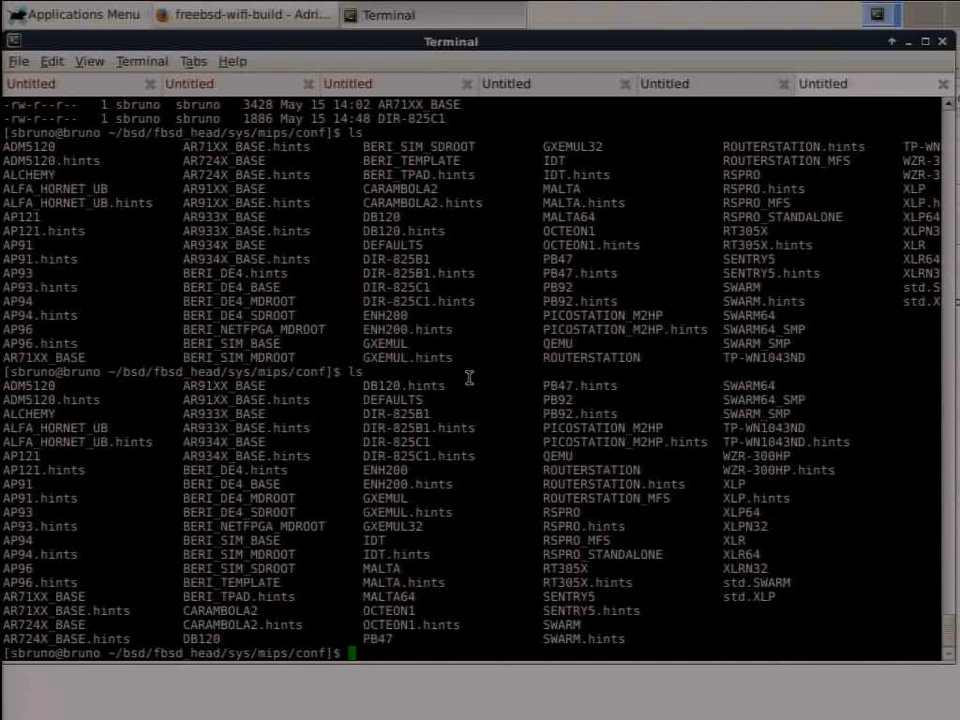 Applications Menu freebsd-wifi-build - Adri... Terminal
Terminal
File Edit View Terminal Tabs Help
Untitled Untitled Untitled Untitled Untitled Untitled
-rw-r--r-- 1 sbruno sbruno 3428 May 15 14:02 AR71XX_BASE
-rw-r--r-- 1 sbruno sbruno 1886 May 15 14:48 DIR-825C1
[sbruno@bruno ~/bsd/fbsd_head/sys/mips/conf]$ ls
ADM5120 AR71XX_BASE.hints BERI_SIM_SDROOT GXEMUL32 ROUTERSTATION.hints TP-WN
ADM5120.hints AR724X_BASE BERI_TEMPLATE IDT ROUTERSTATION_MFS WZR-3
ALCHEMY AR724X_BASE.hints BERI_TPAD.hints IDT.hints RSPRO WZR-3
ALFA_HORNET_UB AR91XX_BASE CARAMBOLA2 MALTA RSPRO.hints XLP
ALFA_HORNET_UB.hints AR91XX_BASE.hints CARAMBOLA2.hints MALTA.hints RSPRO_MFS XLP.h
AP121 AR933X_BASE DB120 MALTA64 RSPRO_STANDALONE XLP64
AP121.hints AR933X_BASE.hints DB120.hints OCTEON1 RT305X XLPN3
AP91 AR934X_BASE DEFAULTS OCTEON1.hints RT305X.hints XLR
AP91.hints AR934X_BASE.hints DIR-825B1 PB47 SENTRY5 XLR64
AP93 BERI_DE4.hints DIR-825B1.hints PB47.hints SENTRY5.hints XLRN3
AP93.hints BERI_DE4_BASE DIR-825C1 PB92 SWARM std.S
AP94 BERI_DE4_MDROOT DIR-825C1.hints PB92.hints SWARM.hints std.X
AP94.hints BERI_DE4_SDROOT ENH200 PICOSTATION_M2HP SWARM64
AP96 BERI_NETFPGA_MDROOT ENH200.hints PICOSTATION_M2HP.hints SWARM64_SMP
AP96.hints BERI_SIM_BASE GXEMUL QEMU SWARM_SMP
AR71XX_BASE BERI_SIM_MDROOT GXEMUL.hints ROUTERSTATION TP-WN1043ND
[sbruno@bruno ~/bsd/fbsd_head/sys/mips/conf]$ ls
ADM5120 AR91XX_BASE DB120.hints PB47.hints SWARM64
ADM5120.hints AR91XX_BASE.hints DEFAULTS PB92 SWARM64_SMP
ALCHEMY AR933X_BASE DIR-825B1 PB92.hints SWARM_SMP
ALFA_HORNET_UB AR933X_BASE.hints DIR-825B1.hints PICOSTATION_M2HP TP-WN1043ND
ALFA_HORNET_UB.hints AR934X_BASE DIR-825C1 PICOSTATION_M2HP.hints TP-WN1043ND.hints
AP121 AR934X_BASE.hints DIR-825C1.hints QEMU WZR-300HP
AP121.hints BERI_DE4.hints ENH200 ROUTERSTATION WZR-300HP.hints
AP91 BERI_DE4_BASE ENH200.hints ROUTERSTATION.hints XLP
AP91.hints BERI_DE4_MDROOT GXEMUL ROUTERSTATION_MFS XLP.hints
AP93 BERI_DE4_SDROOT GXEMUL.hints RSPRO XLP64
AP93.hints BERI_NETFPGA_MDROOT GXEMUL32 RSPRO.hints XLPN32
AP94 BERI_SIM_BASE IDT RSPRO_MFS XLR
AP94.hints BERI_SIM_MDROOT IDT.hints RSPRO_STANDALONE XLR64
AP96 BERI_SIM_SDROOT MALTA RT305X XLRN32
AP96.hints BERI_TEMPLATE MALTA.hints RT305X.hints std.SWARM
AR71XX_BASE BERI_TPAD.hints MALTA64 SENTRY5 std.XLP
AR71XX_BASE.hints CARAMBOLA2 OCTEON1 SENTRY5.hints
AR724X_BASE CARAMBOLA2.hints OCTEON1.hints SWARM
AR724X_BASE.hints DB120 PB47 SWARM.hints
[sbruno@bruno ~/bsd/fbsd_head/sys/mips/conf]$